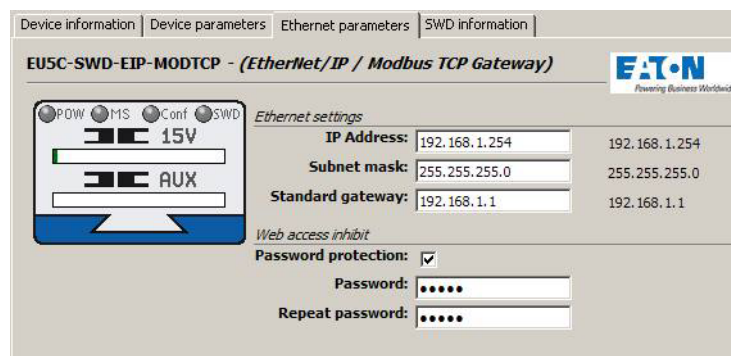 Device information Device parameters Ethernet parameters SWD information
EU5C-SWD-EIP-MODTCP - (EtherNet/IP / Modbus TCP Gateway)
EATON
Powering Business Worldwid
POW MS Conf SWD
15V
AUX
Ethernet settings
IP Address: 192.168.1.254 192.168.1.254
Subnet mask: 255.255.255.0 255.255.255.0
Standard gateway: 192.168.1.1 192.168.1.1
Web access inhibit
Password protection:
Password: •••••
Repeat password: •••••